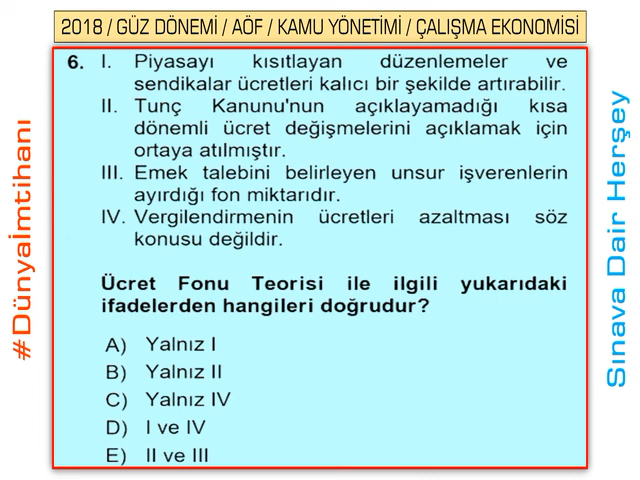 2018 / GÜZ DÖNEMİ / AÖF / KAMU YÖNETİMİ / ÇALIŞMA EKONOMİSİ
#Dünyaİmtihanı
6. I. Piyasayı kısıtlayan düzenlemeler ve
sendikalar ücretleri kalıcı bir şekilde artırabilir.
II. Tunç Kanunu'nun açıklayamadığı kısa
dönemli ücret değişmelerini açıklamak için
ortaya atılmıştır.
III. Emek talebini belirleyen unsur işverenlerin
ayırdığı fon miktarıdır.
IV. Vergilendirmenin ücretleri azaltması söz
konusu değildir.
Ücret Fonu Teorisi ile ilgili yukarıdaki
ifadelerden hangileri doğrudur?
A) Yalnız I
B) Yalnız II
C) Yalnız IV
D) I ve IV
E) II ve III
Sınava Dair Herşey